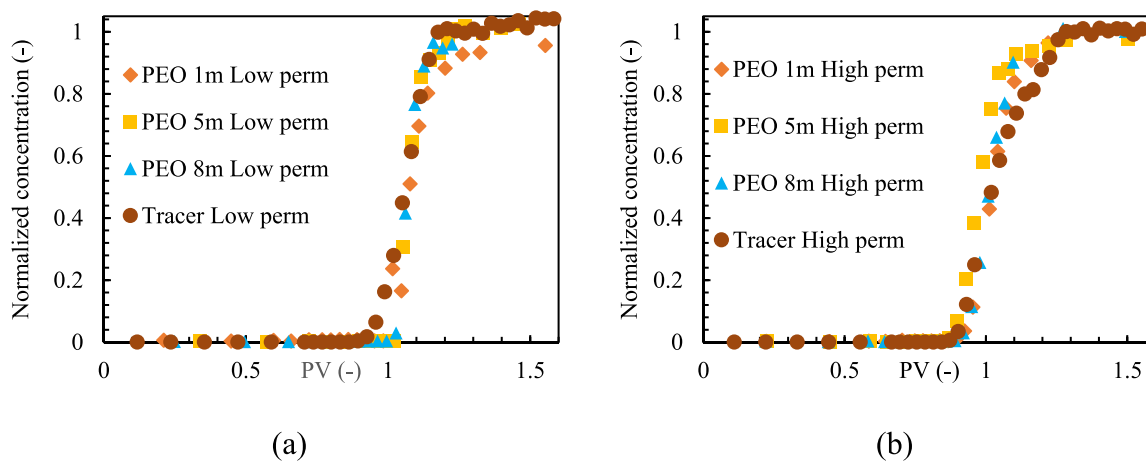 Normalized concentration (-)
1
0.8
0.6
0.4
0.2
0
PEO 1m Low perm
PEO 5m Low perm
PEO 8m Low perm
Tracer Low perm
0 0.5 1 1.5
PV (-)
(a)
Normalized concentration (-)
1
0.8
0.6
0.4
0.2
0
PEO 1m High perm
PEO 5m High perm
PEO 8m High perm
Tracer High perm
0 0.5 1 1.5
PV (-)
(b)